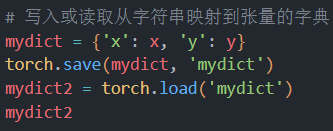 # 写入或读取从字符串映射到张量的字典
mydict = {'x': x, 'y': y}
torch.save(mydict, 'mydict')
mydict2 = torch.load('mydict')
mydict2